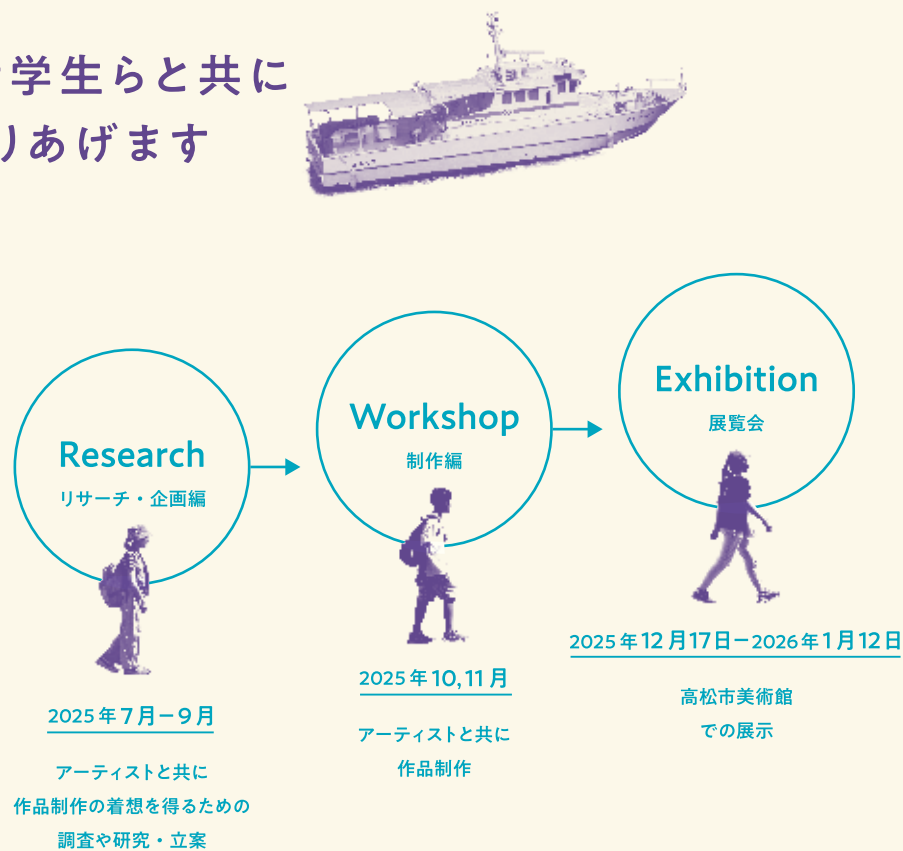 学生らと共に
りあげます
Research
リサーチ・企画編
2025年7月−9月
アーティストと共に
作品制作の着想を得るための
調査や研究・立案
Workshop
制作編
2025年10,11月
アーティストと共に
作品制作
Exhibition
展覧会
2025年12月17日−2026年1月12日
高松市美術館
での展示